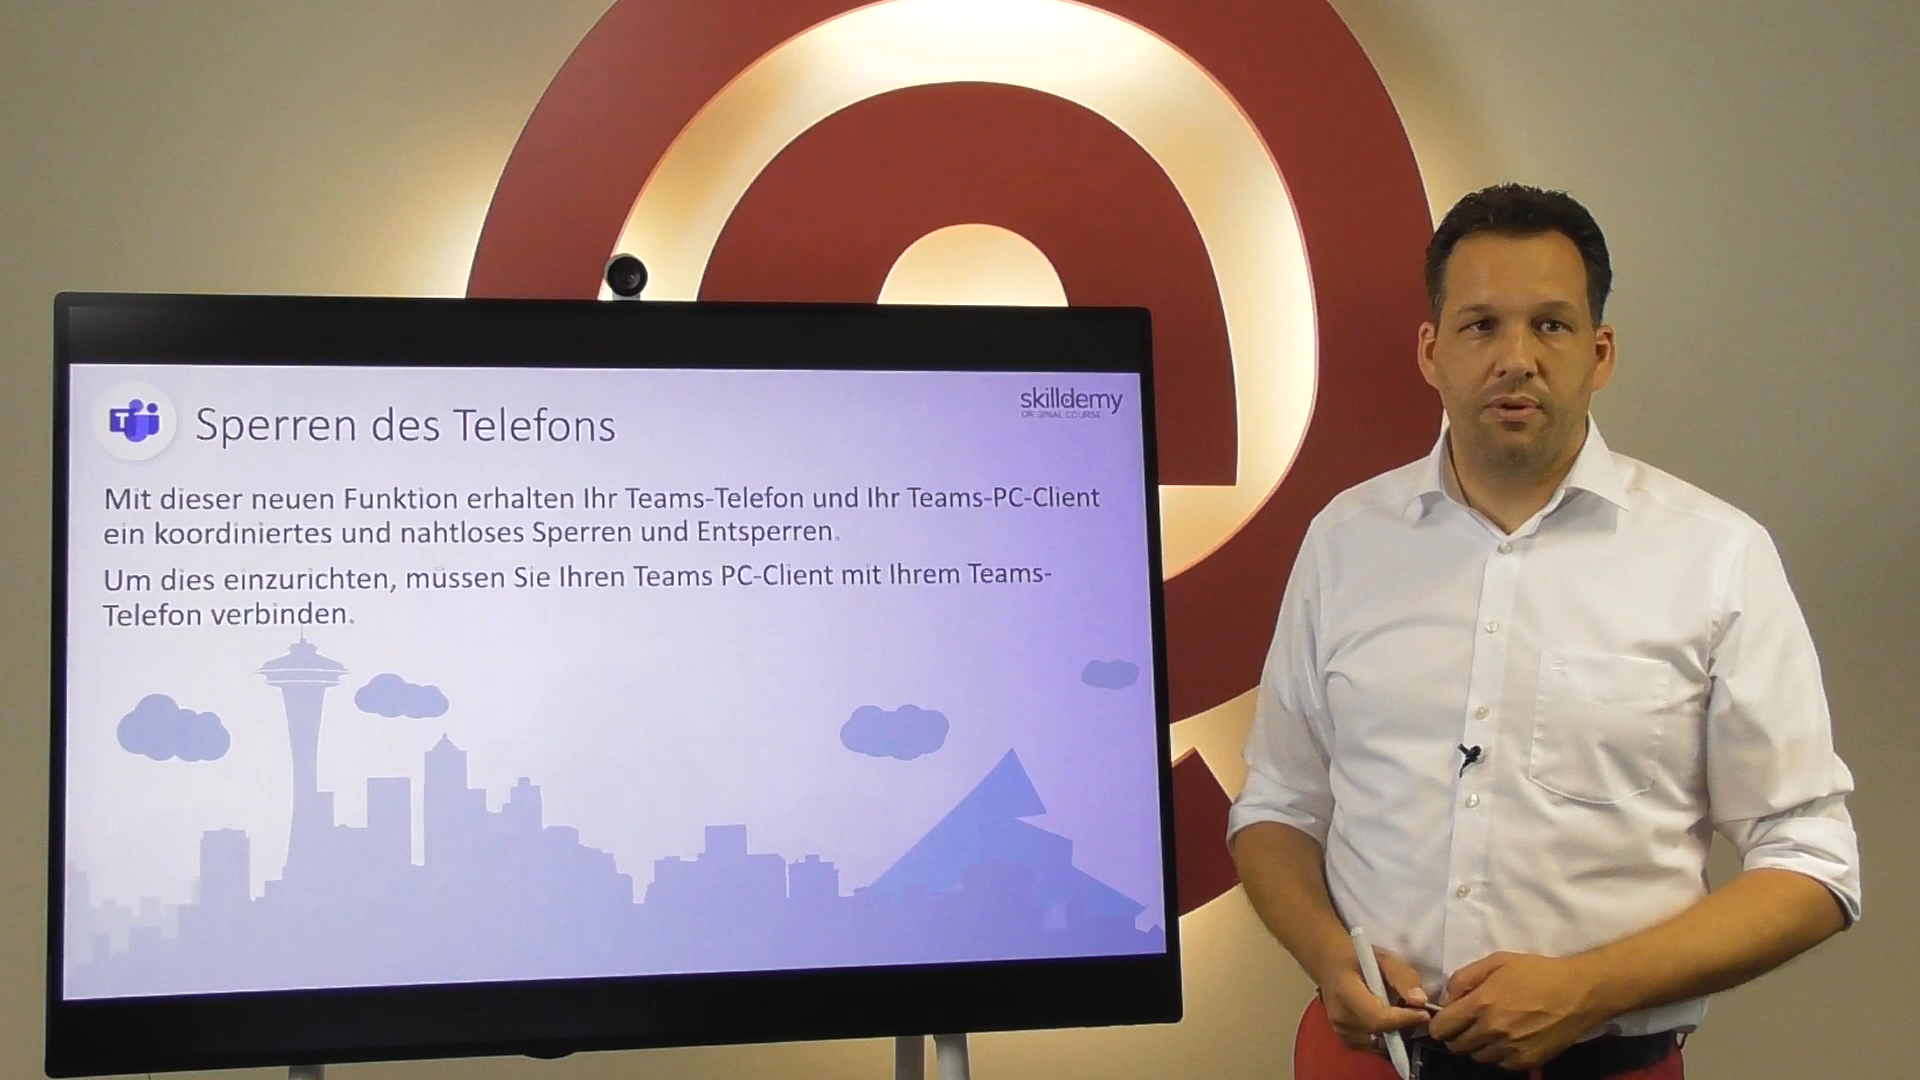 Sperren des Telefons
skilldemy
ORIGINAL COURSE
Mit dieser neuen Funktion erhalten Ihr Teams-Telefon und Ihr Teams-PC-Client
ein koordiniertes und nahtloses Sperren und Entsperren.
Um dies einzurichten, müssen Sie Ihren Teams PC-Client mit Ihrem Teams-
Telefon verbinden.
T